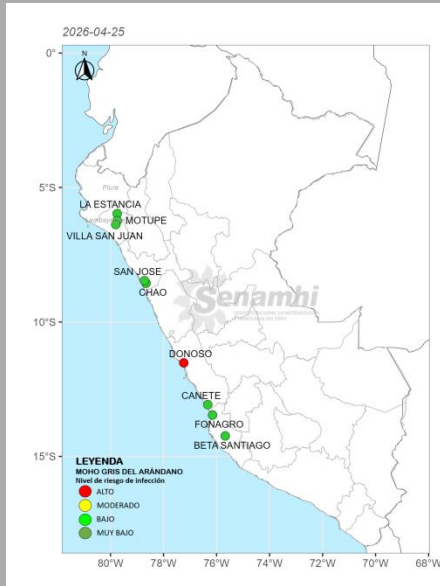 2026-04-25
N
0°
5°S
Piura
LA ESTANCIA
MOTUPE
VILLA SAN JUAN
SAN JOSE
CHAO
Senamhi
10°S
DONOSO
CAÑETE
FONAGRO
BETA SANTIAGO
15°S
LEYENDA
MOHO GRIS DEL ARÁNDANO
Nivel de riesgo de infección
ALTO
MODERADO
BAJO
MUY BAJO
80°W 78°W 76°W 74°W 72°W 70°W 68°W